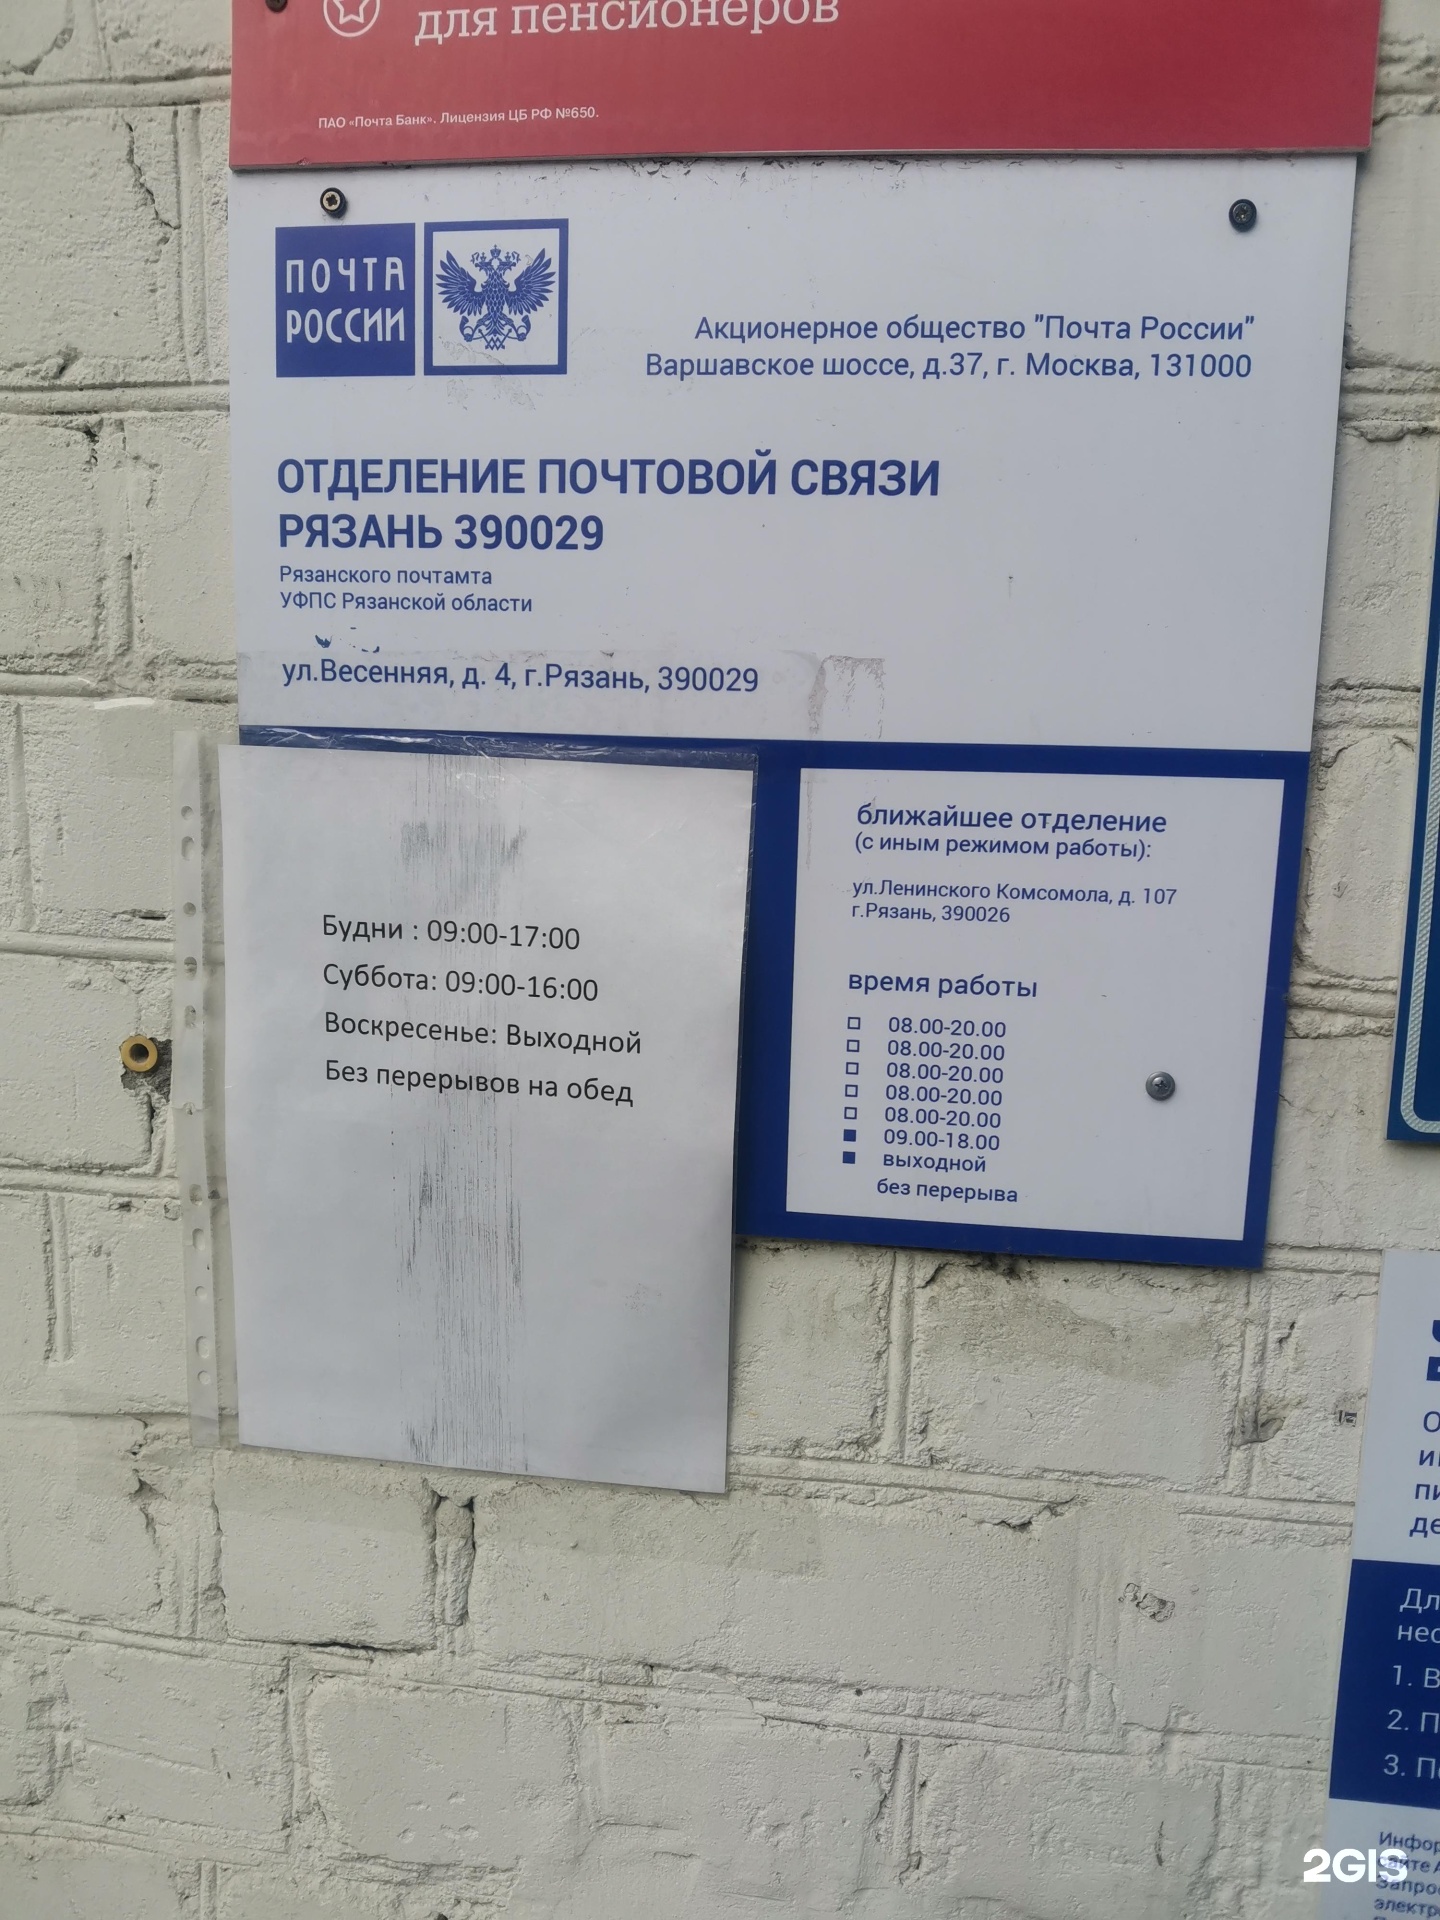 для пенсионеров
ПАО «Почта Банк». Лицензия ЦБ РФ №650.
ПОЧТА
РОССИИ
Акционерное общество "Почта России"
Варшавское шоссе, д.37, г. Москва, 131000
ОТДЕЛЕНИЕ ПОЧТОВОЙ СВЯЗИ
РЯЗАНЬ 390029
Рязанского почтамта
УФПС Рязанской области
ул.Весенняя, д. 4, г.Рязань, 390029
Будни : 09:00-17:00
Суббота: 09:00-16:00
Воскресенье: Выходной
Без перерывов на обед
ближайшее отделение
(с иным режимом работы):
ул.Ленинского Комсомола, д. 107
г.Рязань, 390026
время работы
08.00-20.00
08.00-20.00
08.00-20.00
08.00-20.00
08.00-20.00
09.00-18.00
выходной
без перерыва
1.
2.
3.
2GIS